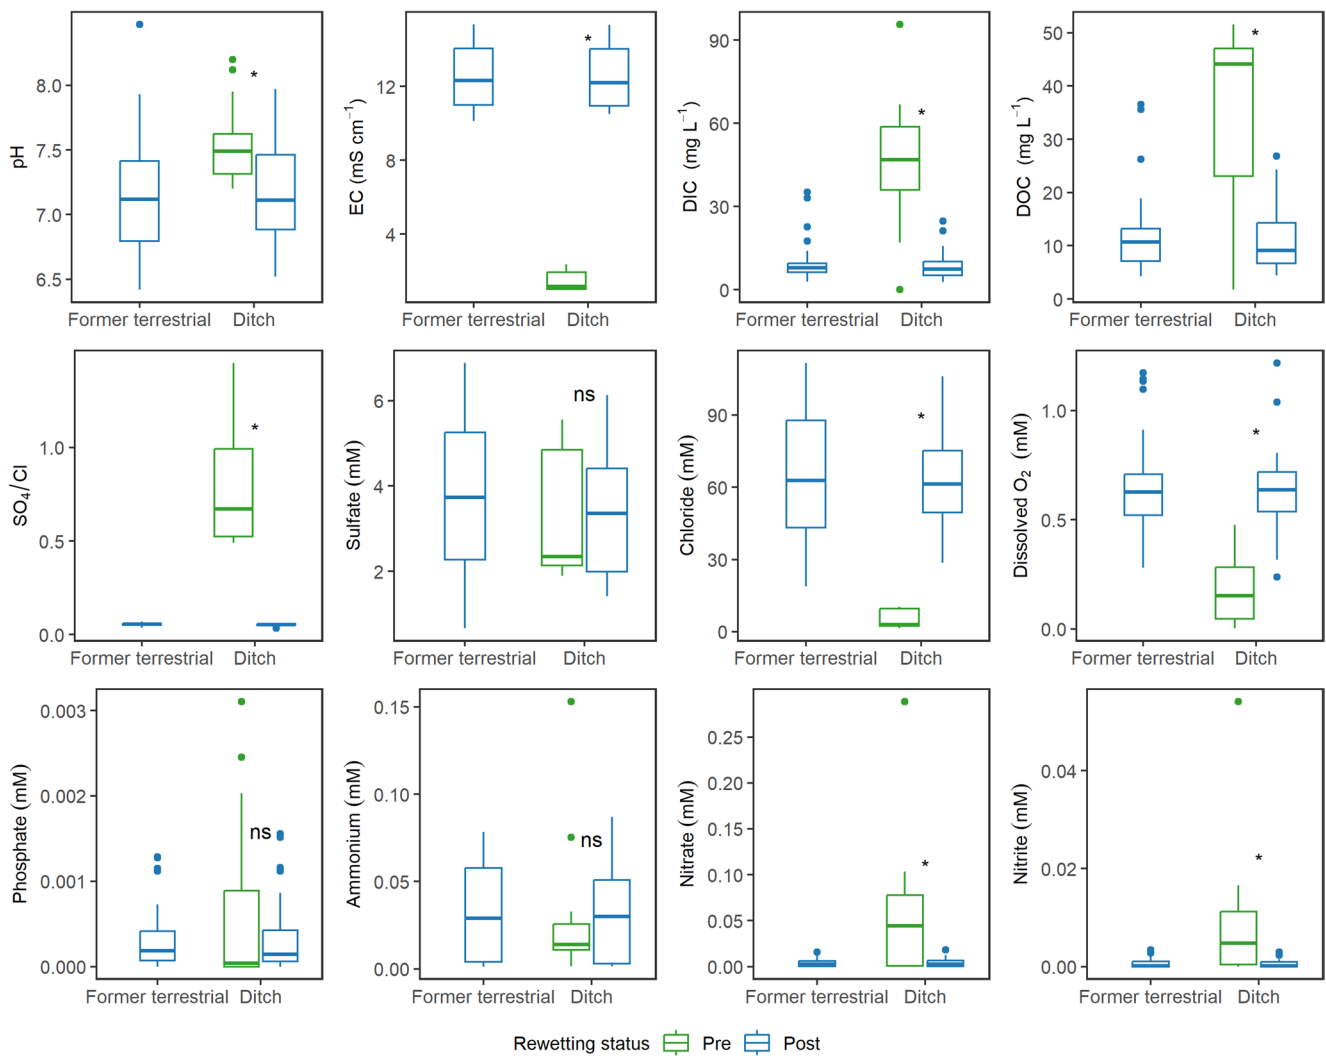 pH
8.0
7.5
7.0
6.5
*
Former terrestrial Ditch
EC (mS cm⁻¹)
12
8
4
*
Former terrestrial Ditch
DIC (mg L⁻¹)
90
60
30
0
*
Former terrestrial Ditch
DOC (mg L⁻¹)
50
40
30
20
10
0
*
Former terrestrial Ditch
SO₄/Cl
1.0
0.5
0.0
*
Former terrestrial Ditch
Sulfate (mM)
6
4
2
ns
Former terrestrial Ditch
Chloride (mM)
90
60
30
0
*
Former terrestrial Ditch
Dissolved O₂ (mM)
1.0
0.5
0.0
*
Former terrestrial Ditch
Phosphate (mM)
0.003
0.002
0.001
0.000
ns
Former terrestrial Ditch
Ammonium (mM)
0.15
0.10
0.05
0.00
ns
Former terrestrial Ditch
Nitrate (mM)
0.25
0.20
0.15
0.10
0.05
0.00
*
Former terrestrial Ditch
Nitrite (mM)
0.04
0.02
0.00
*
Former terrestrial Ditch
Rewetting status Pre Post